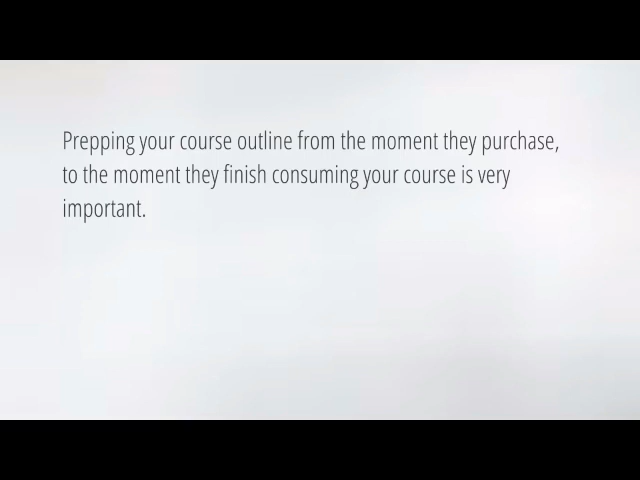 Prepping your course outline from the moment they purchase,
to the moment they finish consuming your course is very
important.